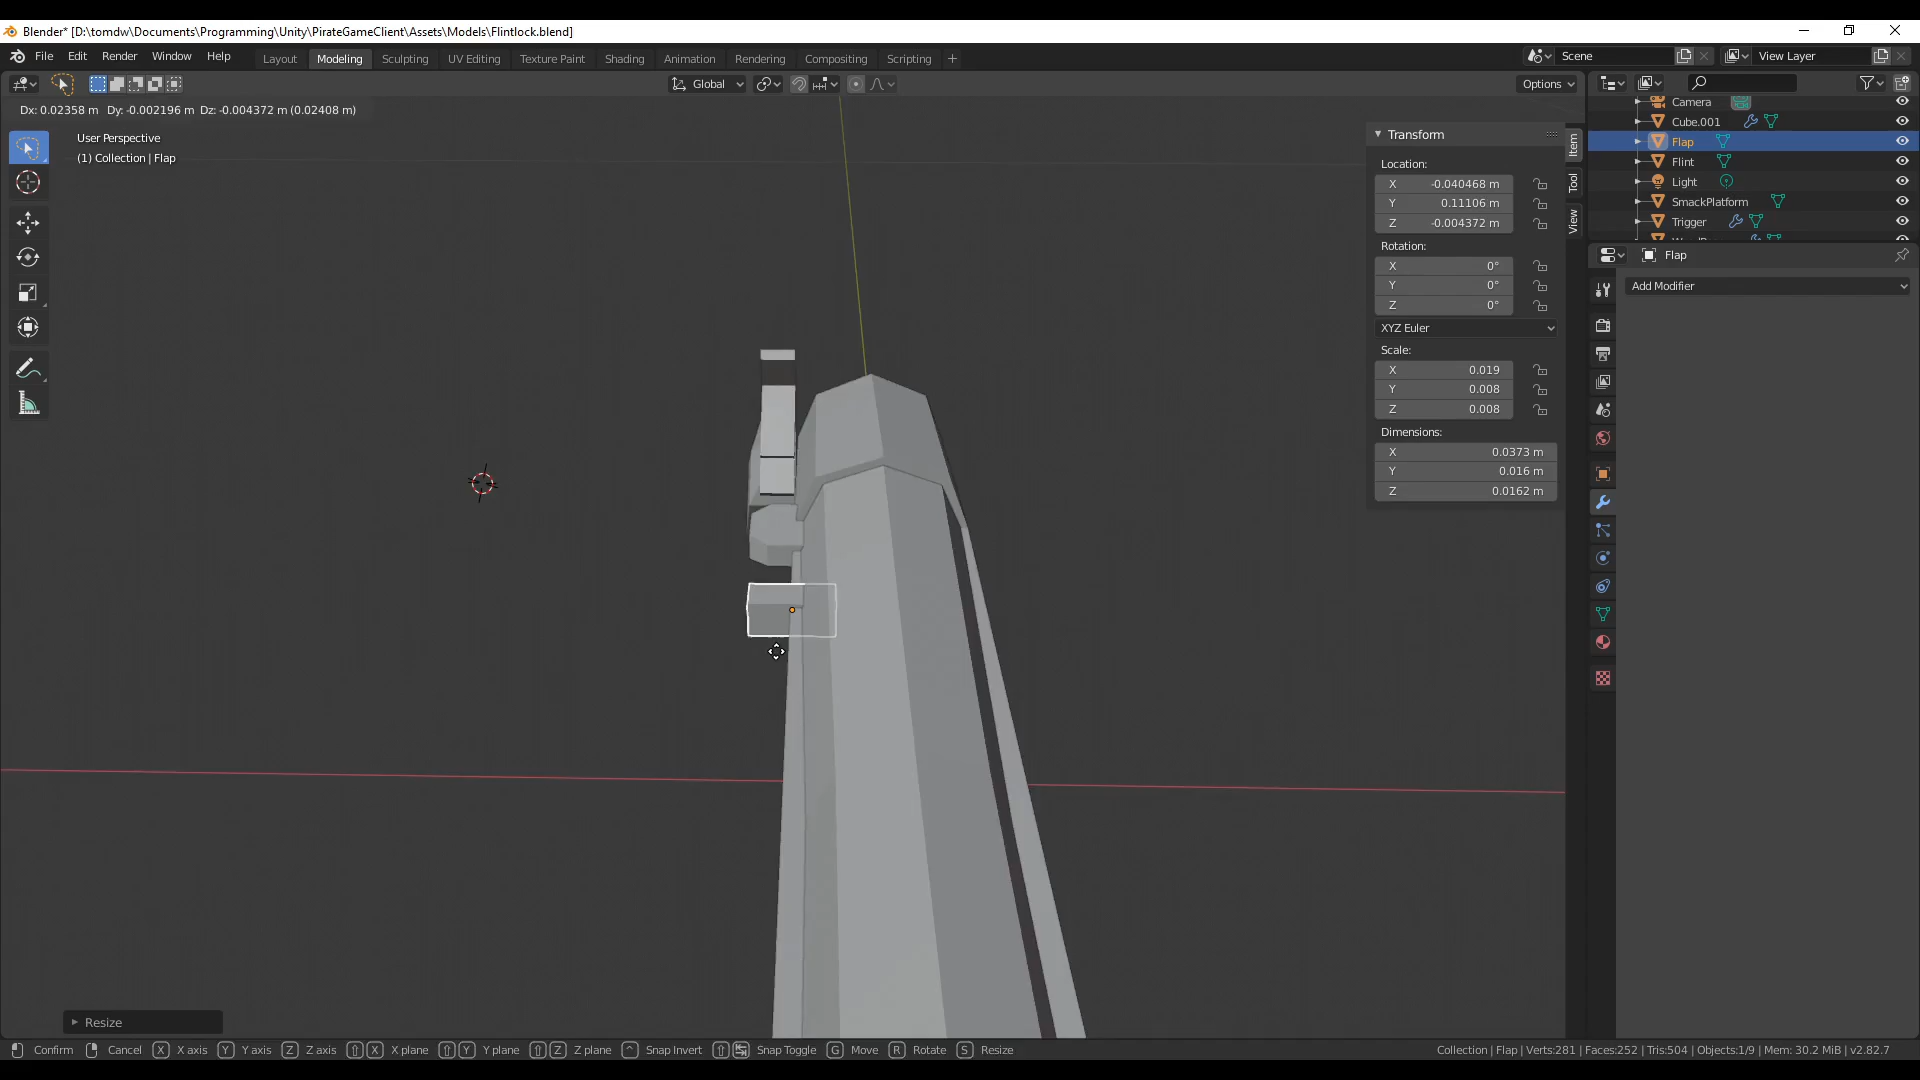 Blender* [D:\tomdw\Documents\Programming\Unity\PirateGameClient\Assets\Models\Flintlock.blend]
File Edit Render Window Help Layout Modeling Sculpting UV Editing Texture Paint Shading Animation Rendering Compositing Scripting + Scene View Layer
Global Options
Dx: 0.02358 m Dy: -0.002196 m Dz: -0.004372 m (0.02408 m)
User Perspective
(1) Collection | Flap
Transform
Location:
X -0.040468 m
Y 0.11106 m
Z -0.004372 m
Rotation:
X 0°
Y 0°
Z 0°
XYZ Euler
Scale:
X 0.019
Y 0.008
Z 0.008
Dimensions:
X 0.0373 m
Y 0.016 m
Z 0.0162 m
Item
Tool
View
Camera
Cube.001
Flap
Flint
Light
SmackPlatform
Trigger
Flap
Add Modifier
Resize
Confirm Cancel X X axis Y Y axis Z Z axis X X plane Y Y plane Z Z plane Snap Invert Snap Toggle G Move R Rotate S Resize
Collection | Flap | Verts:281 | Faces:252 | Tris:504 | Objects:1/9 | Mem: 30.2 MiB | v2.82.7